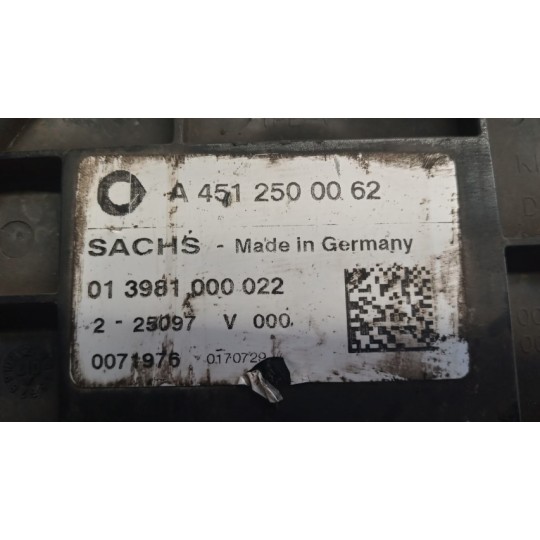 A 451 250 00 62
SACHS - Made in Germany
01 3981 000 022
2 - 25097 V 000
0071976 0170729